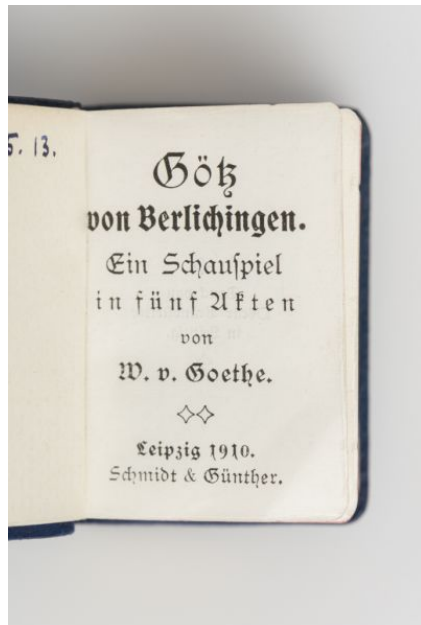 5. 13.
Götz
von Berlichingen.
Ein Schauſpiel
in fünf Akten
von
W. v. Goethe.
Leipzig 1910.
Schmidt & Günther.